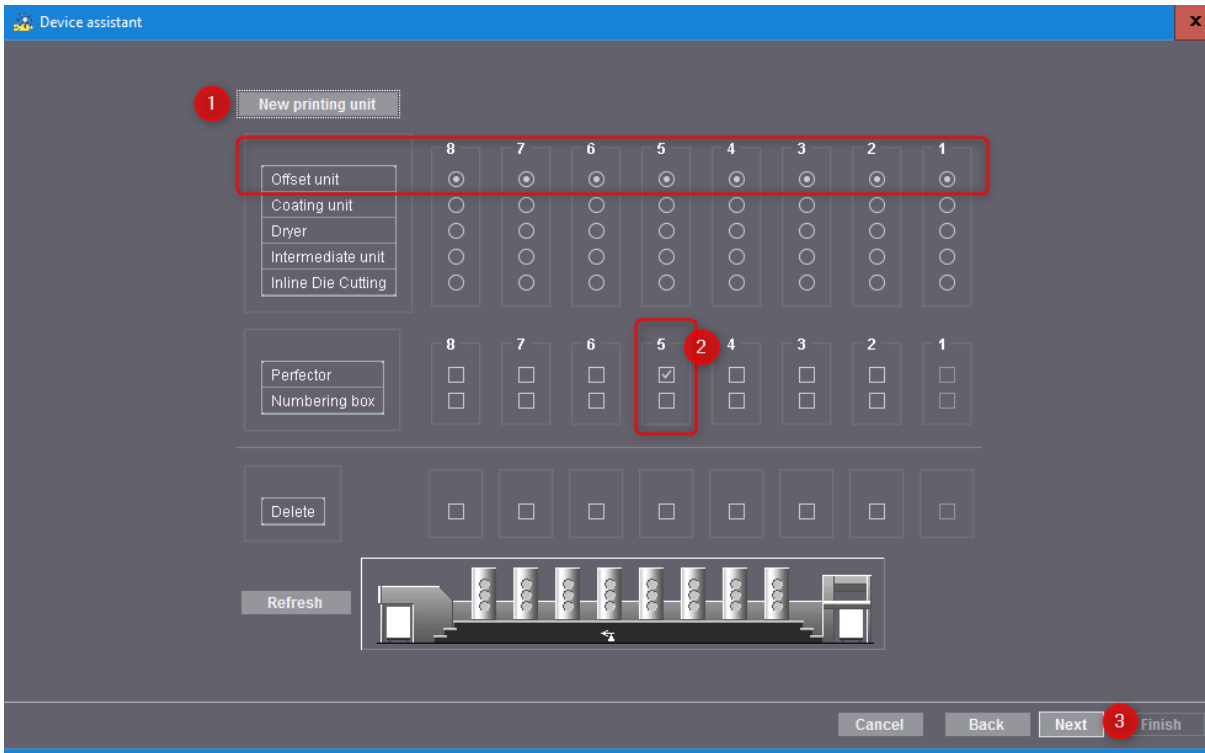 Device assistant
x
1 New printing unit
8 7 6 5 4 3 2 1
Offset unit
Coating unit
Dryer
Intermediate unit
Inline Die Cutting
8 7 6 5 2 4 3 2 1
Perfector
Numbering box
Delete
Refresh
Cancel Back Next 3 Finish